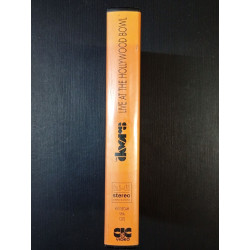 the
doors
LIVE AT THE HOLLYWOOD BOWL
stereo
CIC
VIDEO